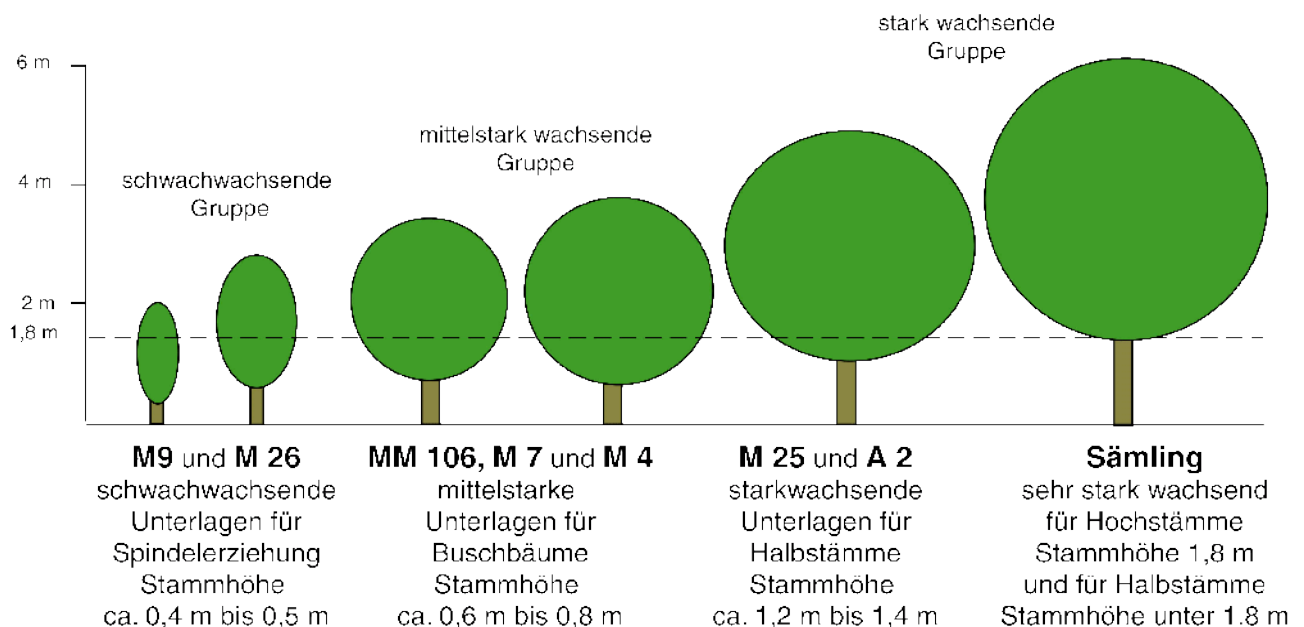 stark wachsende
Gruppe
6 m
mittelstark wachsende
Gruppe
schwachwachsende
Gruppe
4 m
2 m
1,8 m
M9 und M 26
schwachwachsende
Unterlagen für
Spindelerziehung
Stammhöhe
ca. 0,4 m bis 0,5 m
MM 106, M 7 und M 4
mittelstarke
Unterlagen für
Buschbäume
Stammhöhe
ca. 0,6 m bis 0,8 m
M 25 und A 2
starkwachsende
Unterlagen für
Halbstämme
Stammhöhe
ca. 1,2 m bis 1,4 m
Sämling
sehr stark wachsend
für Hochstämme
Stammhöhe 1,8 m
und für Halbstämme
Stammhöhe unter 1.8 m